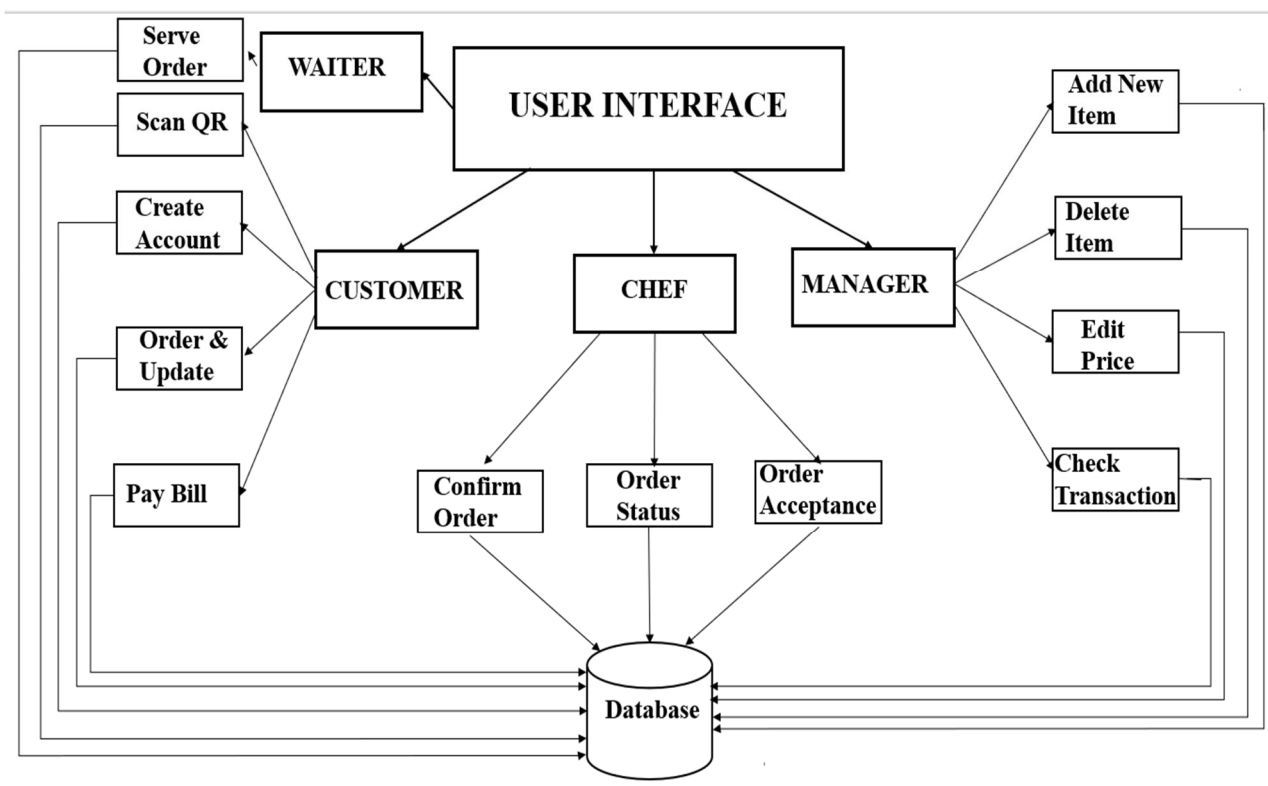 Serve
Order
WAITER
USER INTERFACE
Add New
Item
Scan QR
Create
Account
Delete
Item
CUSTOMER
CHEF
MANAGER
Order &
Update
Edit
Price
Pay Bill
Confirm
Order
Order
Status
Order
Acceptance
Check
Transaction
Database